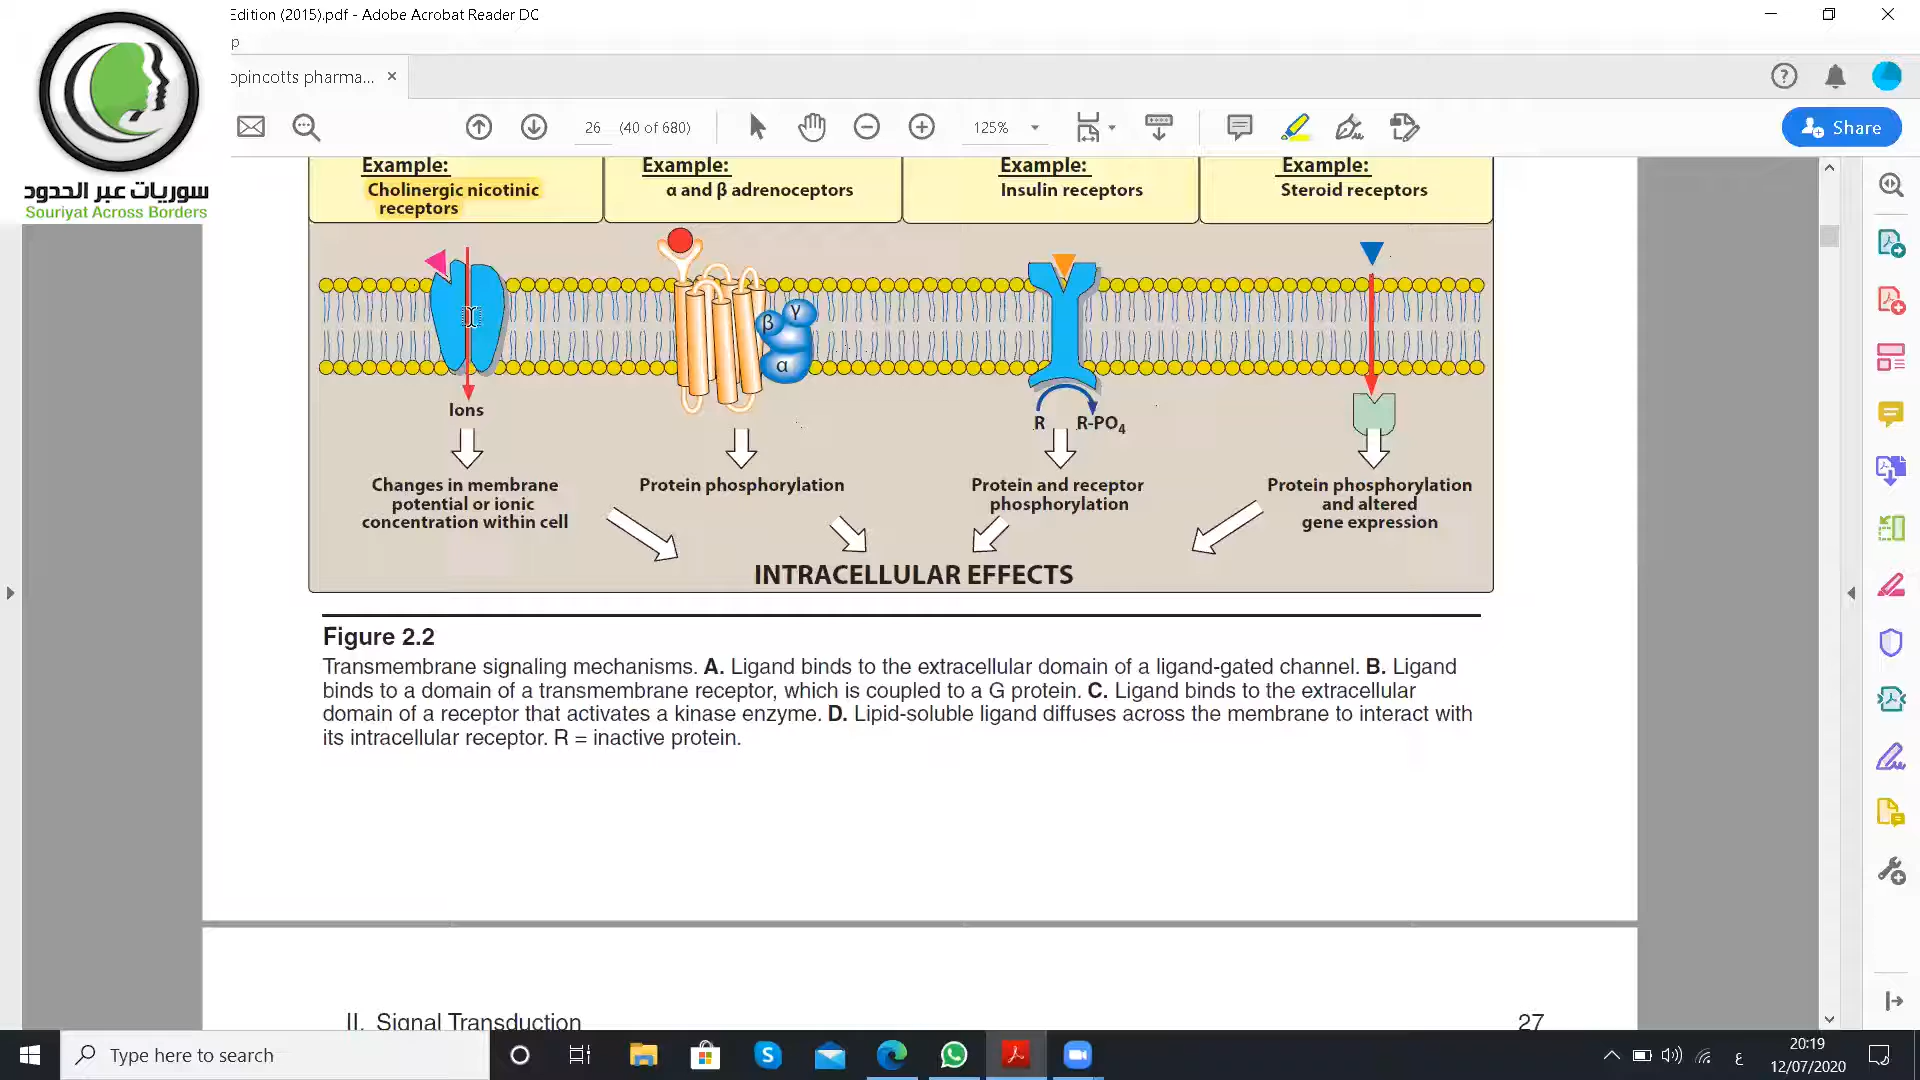 Edition (2015).pdf - Adobe Acrobat Reader DC
p
opincotts pharma...
26 (40 of 680)
125%
Share
سوريات عبر الحدود
Souriyat Across Borders
Example:
Cholinergic nicotinic
receptors
Example:
α and β adrenoceptors
Example:
Insulin receptors
Example:
Steroid receptors
β
γ
α
Ions
R R-PO4
Changes in membrane
potential or ionic
concentration within cell
Protein phosphorylation
Protein and receptor
phosphorylation
Protein phosphorylation
and altered
gene expression
INTRACELLULAR EFFECTS
Figure 2.2
Transmembrane signaling mechanisms. A. Ligand binds to the extracellular domain of a ligand-gated channel. B. Ligand
binds to a domain of a transmembrane receptor, which is coupled to a G protein. C. Ligand binds to the extracellular
domain of a receptor that activates a kinase enzyme. D. Lipid-soluble ligand diffuses across the membrane to interact with
its intracellular receptor. R = inactive protein.
II. Signal Transduction 27
Type here to search
ع
20:19
12/07/2020